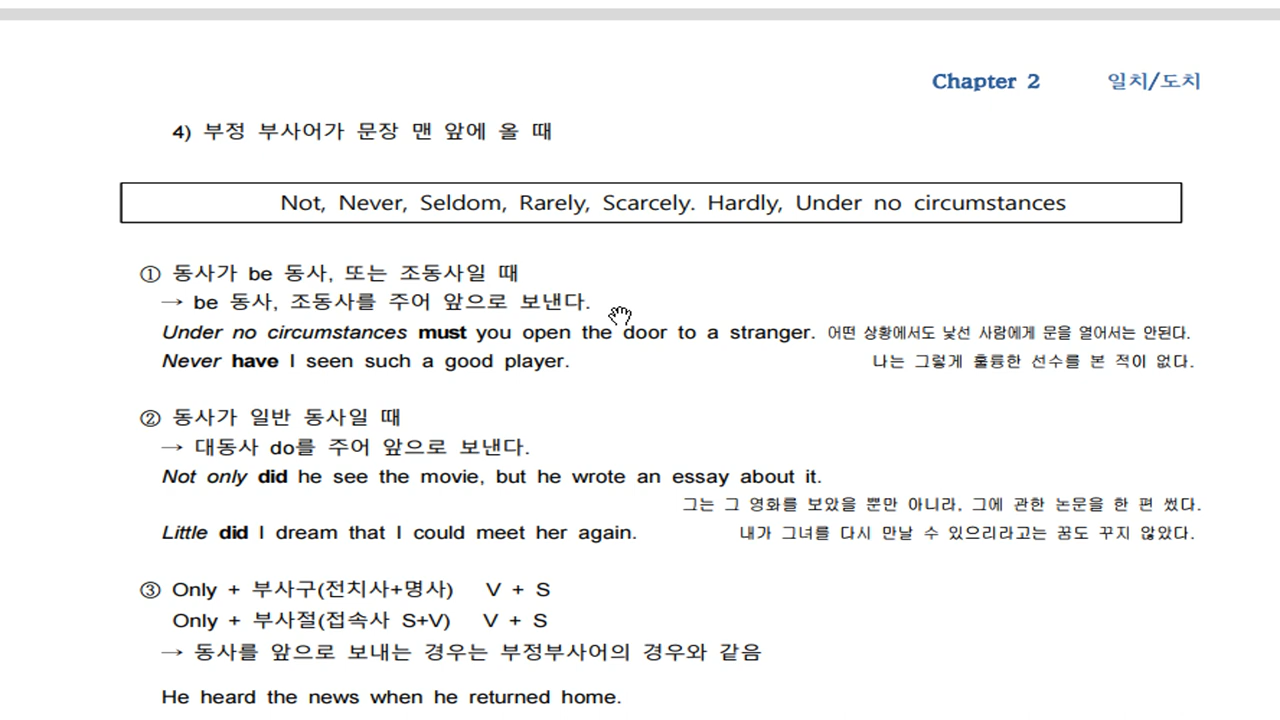 Chapter 2 일치/도치
4) 부정 부사어가 문장 맨 앞에 올 때
Not, Never, Seldom, Rarely, Scarcely. Hardly, Under no circumstances
① 동사가 be 동사, 또는 조동사일 때
→ be 동사, 조동사를 주어 앞으로 보낸다.
Under no circumstances must you open the door to a stranger. 어떤 상황에서도 낯선 사람에게 문을 열어서는 안된다.
Never have I seen such a good player. 나는 그렇게 훌륭한 선수를 본 적이 없다.
② 동사가 일반 동사일 때
→ 대동사 do를 주어 앞으로 보낸다.
Not only did he see the movie, but he wrote an essay about it.
그는 그 영화를 보았을 뿐만 아니라, 그에 관한 논문을 한 편 썼다.
Little did I dream that I could meet her again. 내가 그녀를 다시 만날 수 있으리라고는 꿈도 꾸지 않았다.
③ Only + 부사구(전치사+명사) V + S
Only + 부사절(접속사 S+V) V + S
→ 동사를 앞으로 보내는 경우는 부정부사어의 경우와 같음
He heard the news when he returned home.